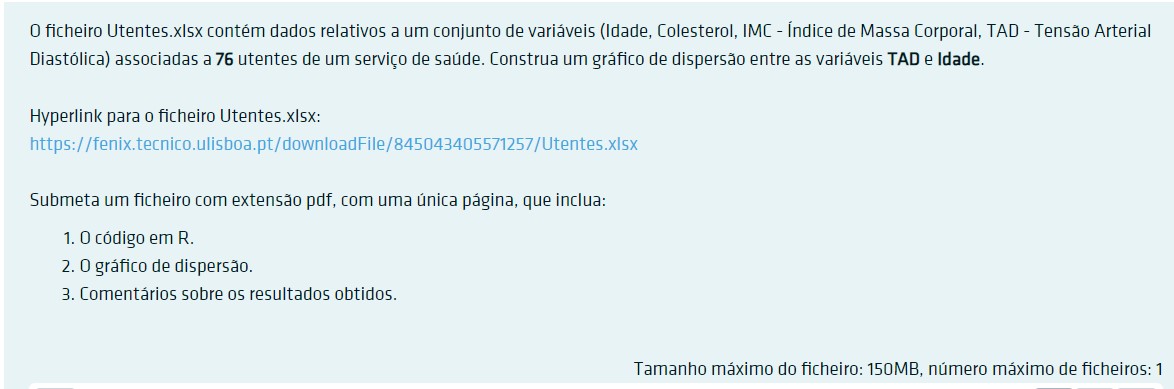 O ficheiro Utentes.xlsx contém dados relativos a um conjunto de variáveis (Idade, Colesterol, IMC - Índice de Massa Corporal, TAD - Tensão Arterial
Diastólica) associadas a 76 utentes de um serviço de saúde. Construa um gráfico de dispersão entre as variáveis TAD e Idade.
Hyperlink para o ficheiro Utentes.xlsx:
https://fenix.tecnico.ulisboa.pt/downloadFile/845043405571257/Utentes.xlsx
Submeta um ficheiro com extensão pdf, com uma única página, que inclua:
1. O código em R.
2. O gráfico de dispersão.
3. Comentários sobre os resultados obtidos.
Tamanho máximo do ficheiro: 150MB, número máximo de ficheiros: 1